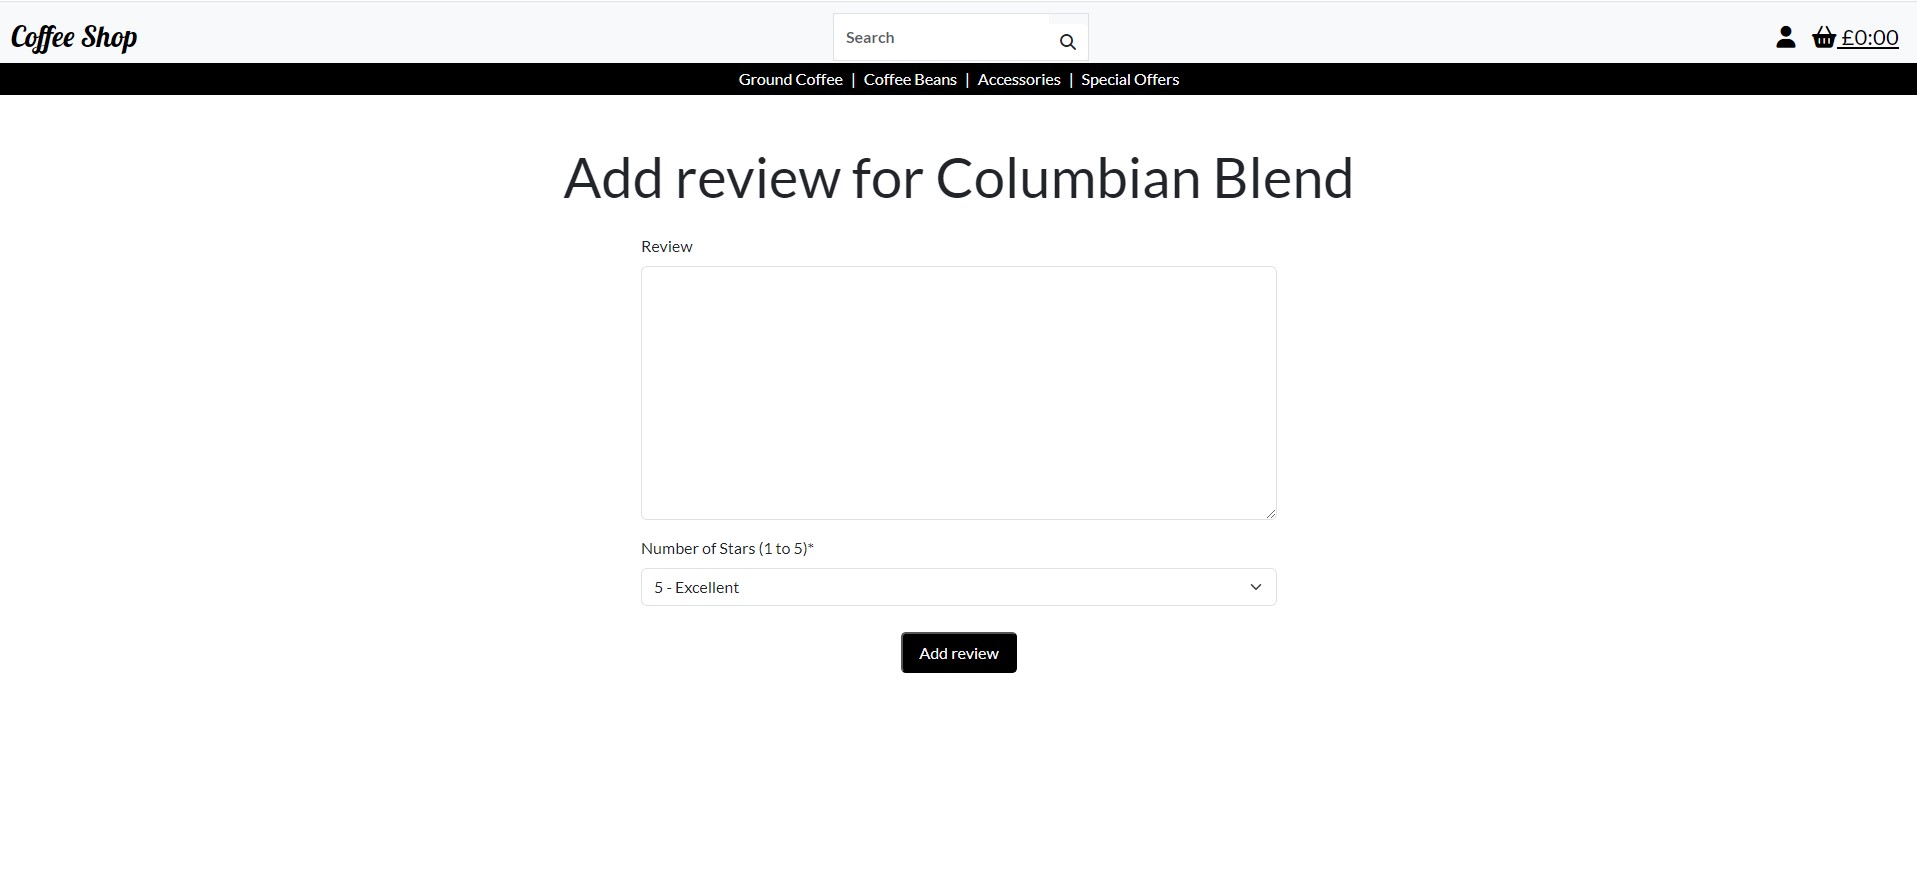 Coffee Shop
Search
£0:00
Ground Coffee | Coffee Beans | Accessories | Special Offers
Add review for Columbian Blend
Review
Number of Stars (1 to 5)*
5 - Excellent
Add review